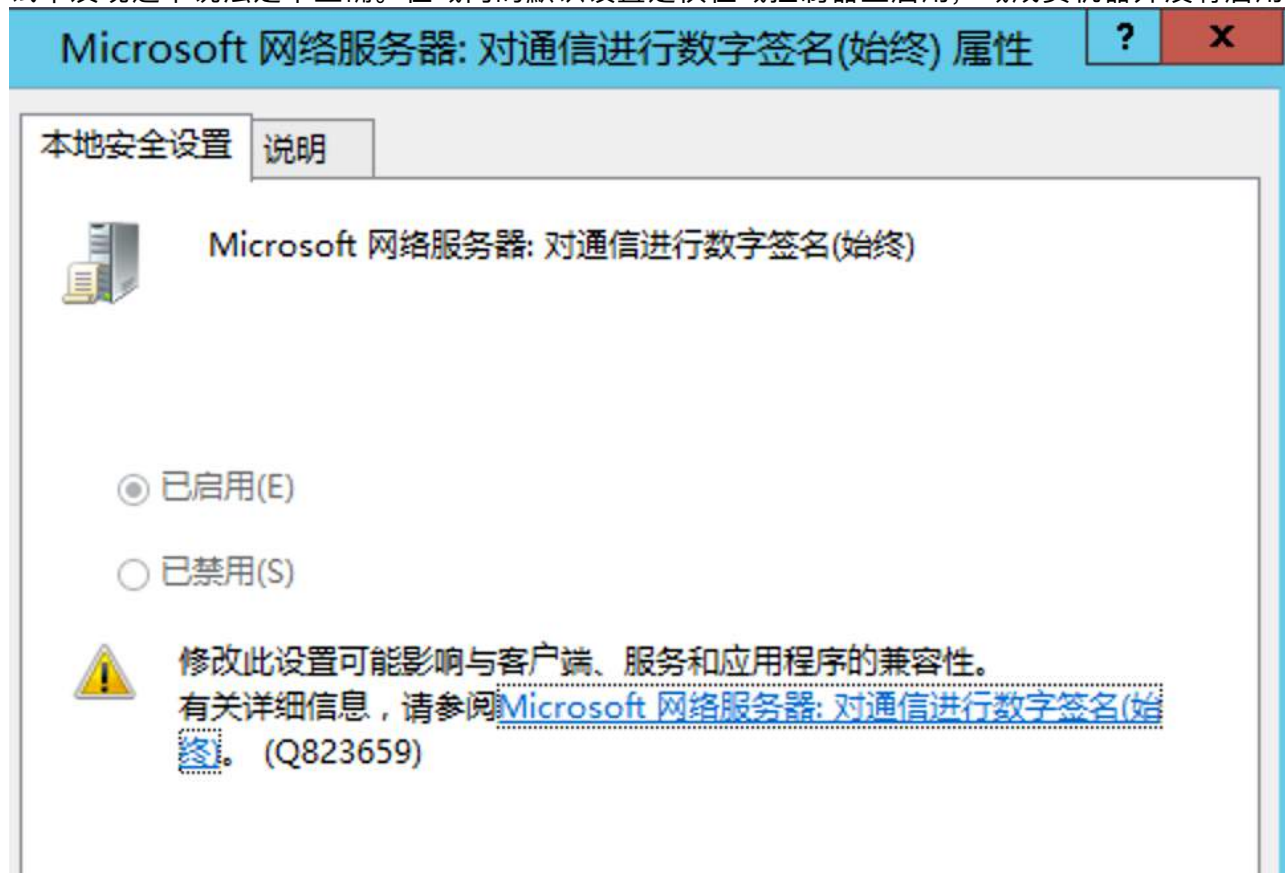 Microsoft 网络服务器: 对通信进行数字签名(始终) 属性
?
x
本地安全设置
说明
Microsoft 网络服务器: 对通信进行数字签名(始终)
已启用(E)
已禁用(S)
修改此设置可能影响与客户端、服务和应用程序的兼容性。
有关详细信息，请参阅Microsoft 网络服务器: 对通信进行数字签名(始
终)。 (Q823659)